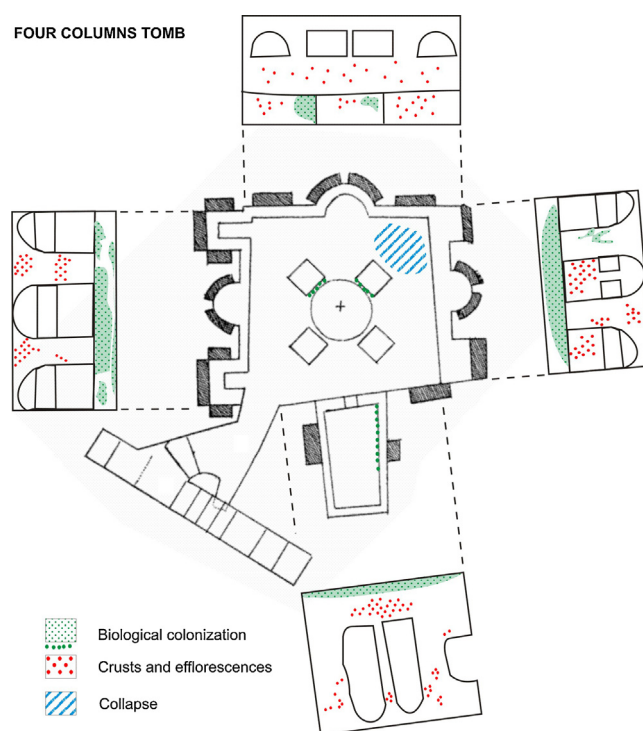 FOUR COLUMNS TOMB
Biological colonization
Crusts and efflorescences
Collapse